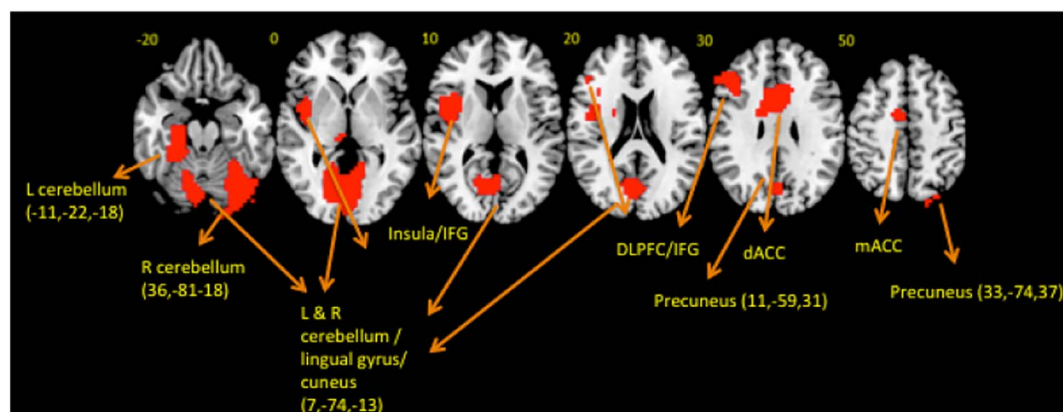 -20
0
10
20
30
50
L cerebellum
(-11,-22,-18)
R cerebellum
(36,-81-18)
Insula/IFG
L & R
cerebellum /
lingual gyrus/
cuneus
(7,-74,-13)
DLPFC/IFG
dACC
Precuneus (11,-59,31)
mACC
Precuneus (33,-74,37)